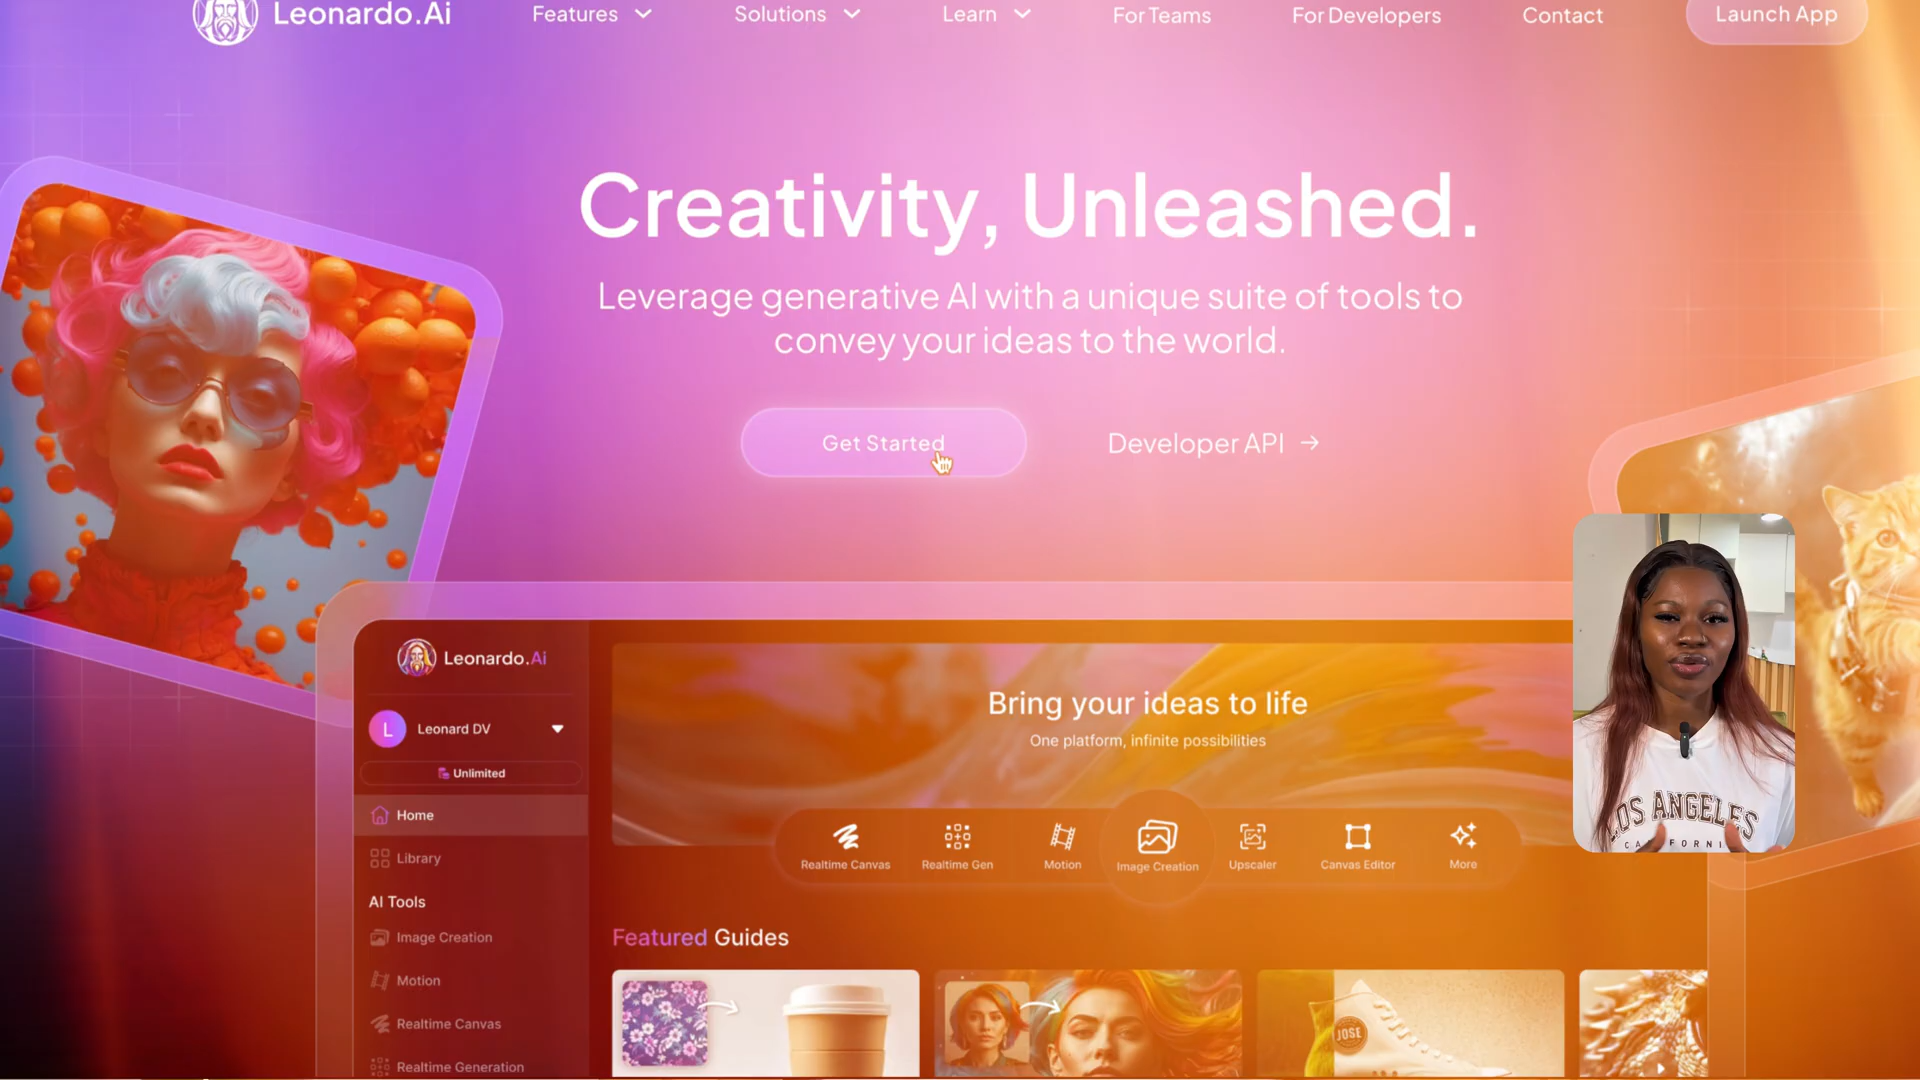 Leonardo.Ai
Features
Solutions
Learn
For Teams
For Developers
Contact
Launch App
Creativity, Unleashed.
Leverage generative AI with a unique suite of tools to
convey your ideas to the world.
Get Started
Developer API →
Leonardo.Ai
L
Leonard DV
Unlimited
Home
Library
AI Tools
Image Creation
Motion
Realtime Canvas
Realtime Generation
Bring your ideas to life
One platform, infinite possibilities
Realtime Canvas
Realtime Gen
Motion
Image Creation
Upscaler
Canvas Editor
More
Featured Guides
JOSE
LOS ANGELES